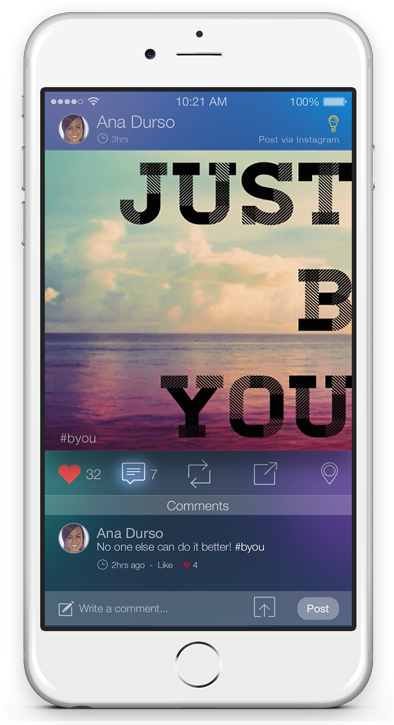 10:21 AM
100%
Ana Durso
3hrs
Post via Instagram
JUST
B
YOU
#byou
32
7
Comments
Ana Durso
No one else can do it better! #byou
2hrs ago - Like 4
Write a comment...
Post